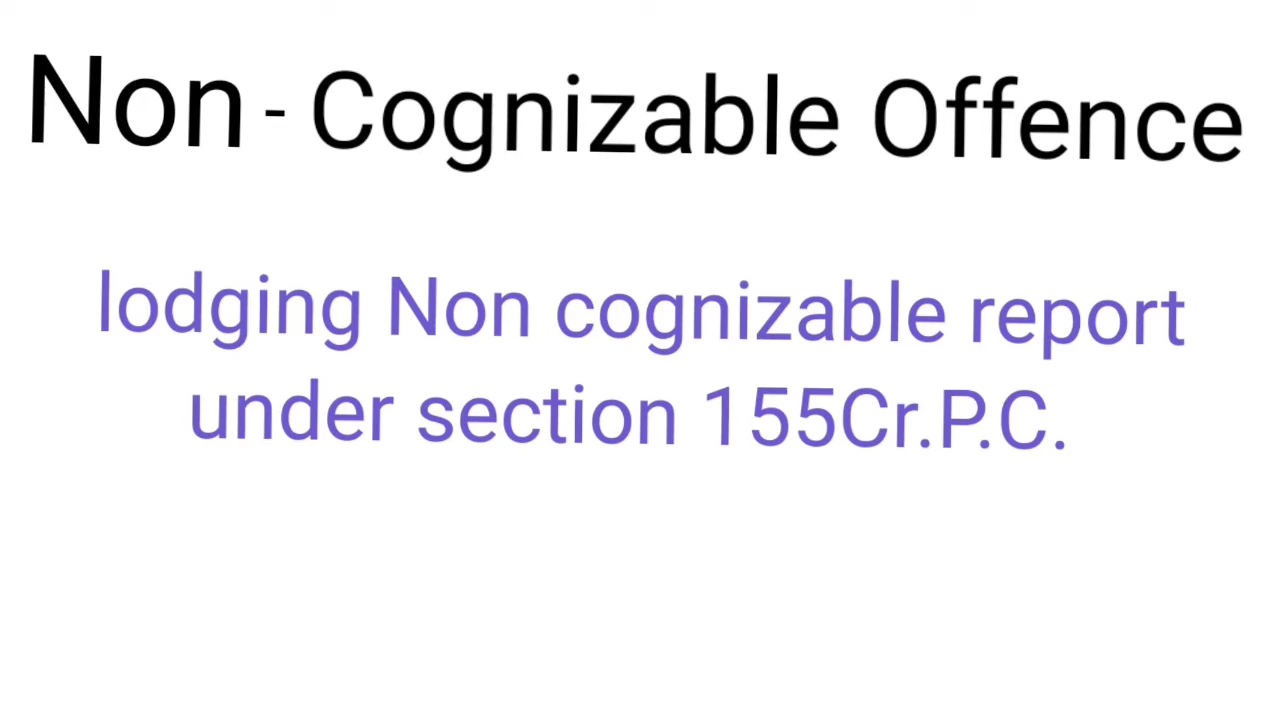 Non - Cognizable Offence
lodging Non cognizable report
under section 155Cr.P.C.